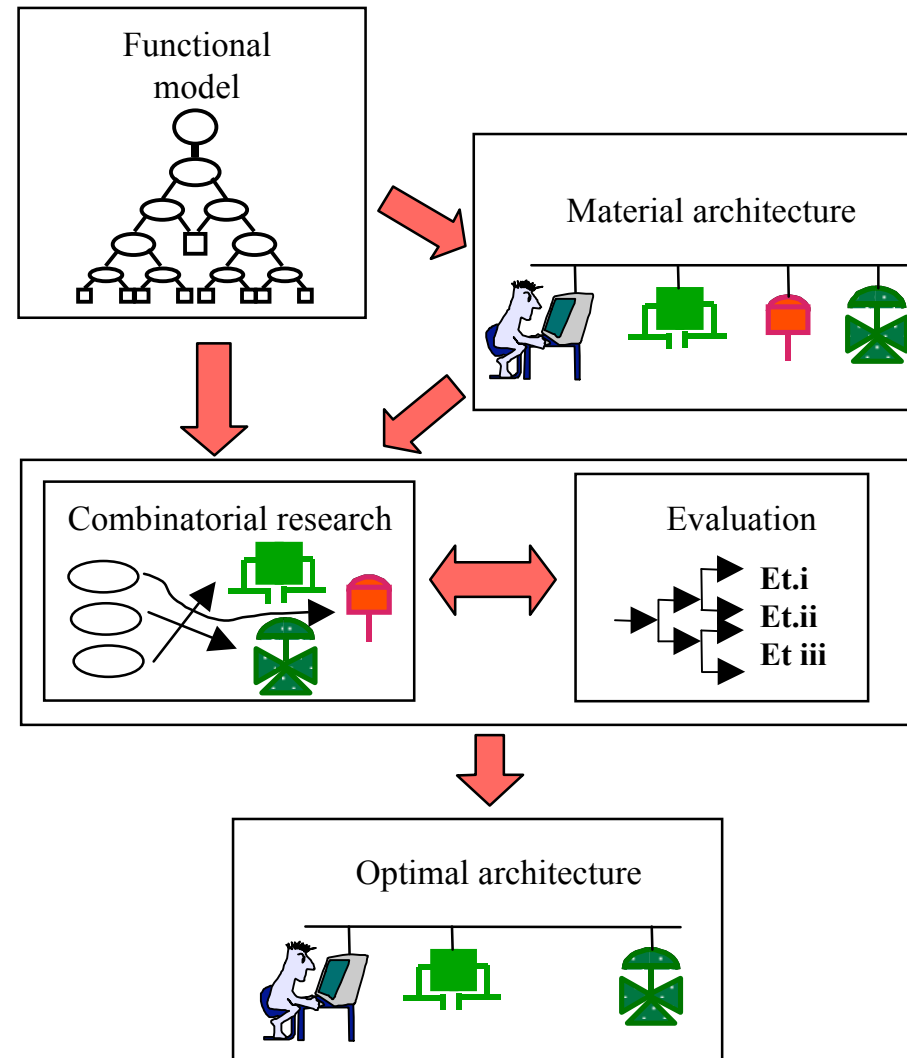 Functional
model
Material architecture
Combinatorial research
Evaluation
Et.i
Et.ii
Et iii
Optimal architecture